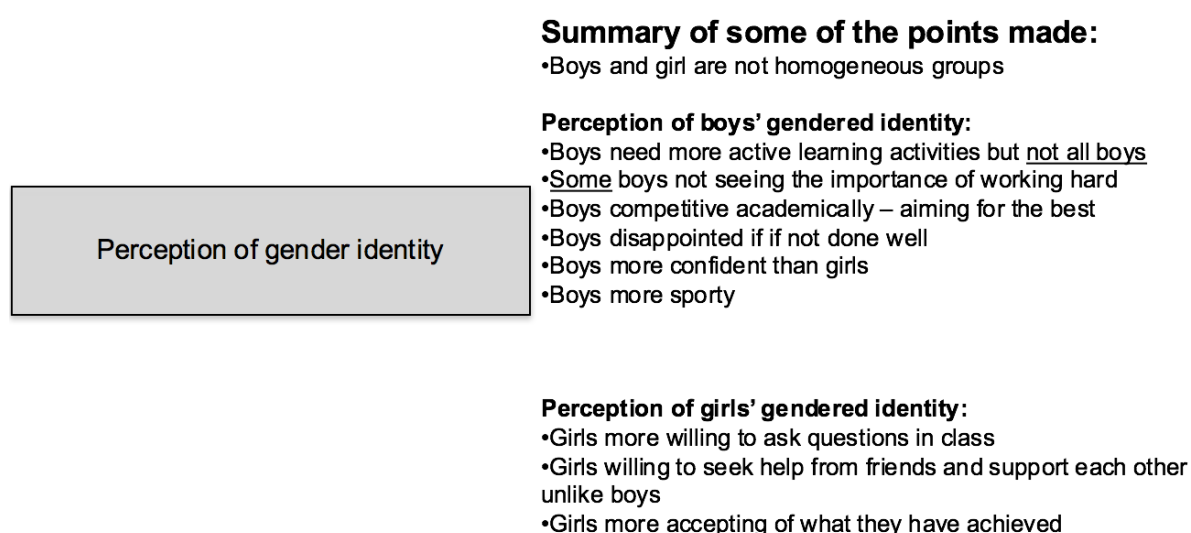 Summary of some of the points made:
•Boys and girl are not homogeneous groups
Perception of boys’ gendered identity:
•Boys need more active learning activities but not all boys
•Some boys not seeing the importance of working hard
•Boys competitive academically – aiming for the best
•Boys disappointed if if not done well
•Boys more confident than girls
•Boys more sporty
Perception of gender identity
Perception of girls’ gendered identity:
•Girls more willing to ask questions in class
•Girls willing to seek help from friends and support each other
unlike boys
•Girls more accepting of what they have achieved